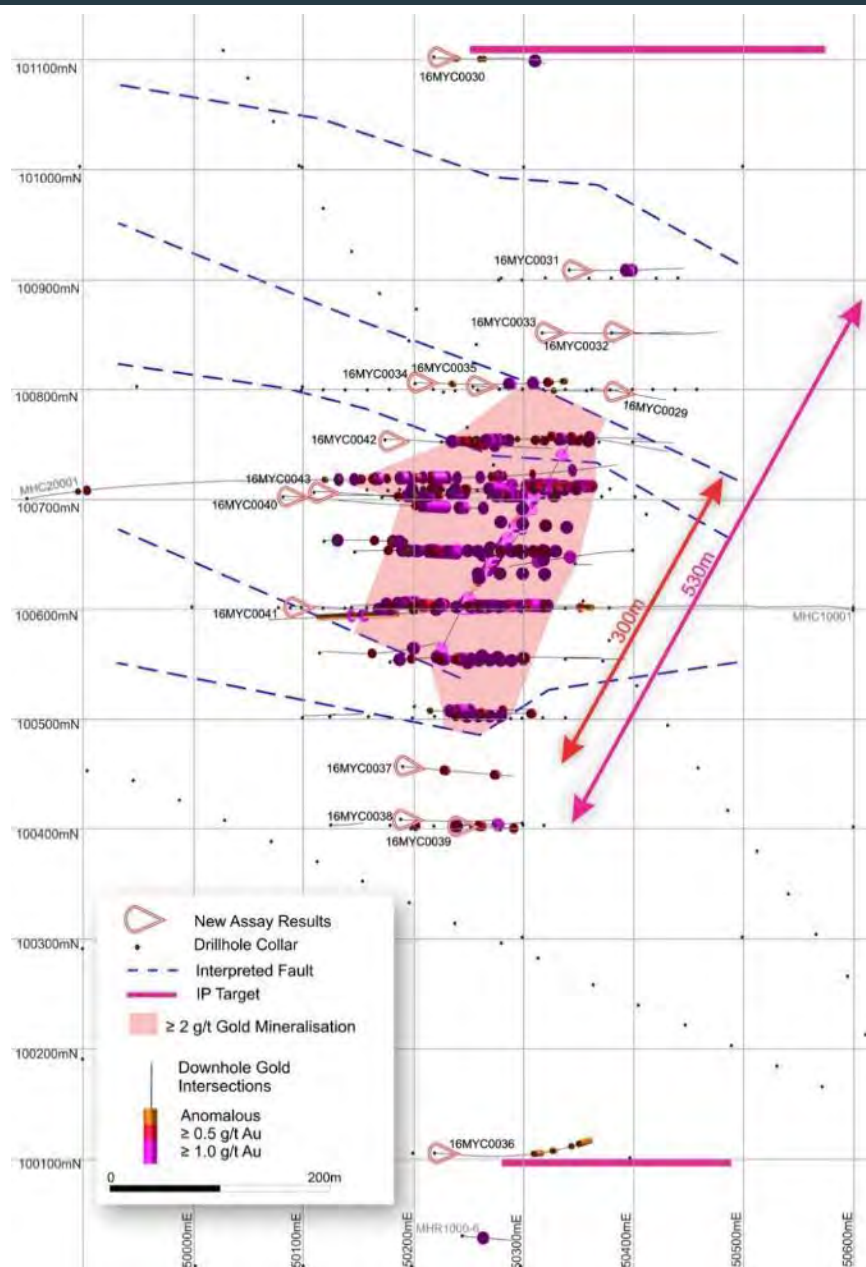 101100mN
16MYC0030
101000mN
16MYC0031
100900mN
16MYC0033
16MYC0032
16MYC0035
16MYC0034
100800mN
16MYC0029
16MYC0042
MHC20001
16MYC0043
16MYC0040
100700mN
530m
300m
100600mN
16MYC0041
MHC10001
100500mN
16MYC0037
16MYC0038
100400mN
16MYC0039
New Assay Results
Drillhole Collar
Interpreted Fault
IP Target
≥ 2 g/t Gold Mineralisation
Downhole Gold
Intersections
Anomalous
≥ 0.5 g/t Au
≥ 1.0 g/t Au
0 200m
100300mN
100200mN
16MYC0036
100100mN
MHR1000-6
50000mE
50100mE
50200mE
50300mE
50400mE
50500mE
50600mE